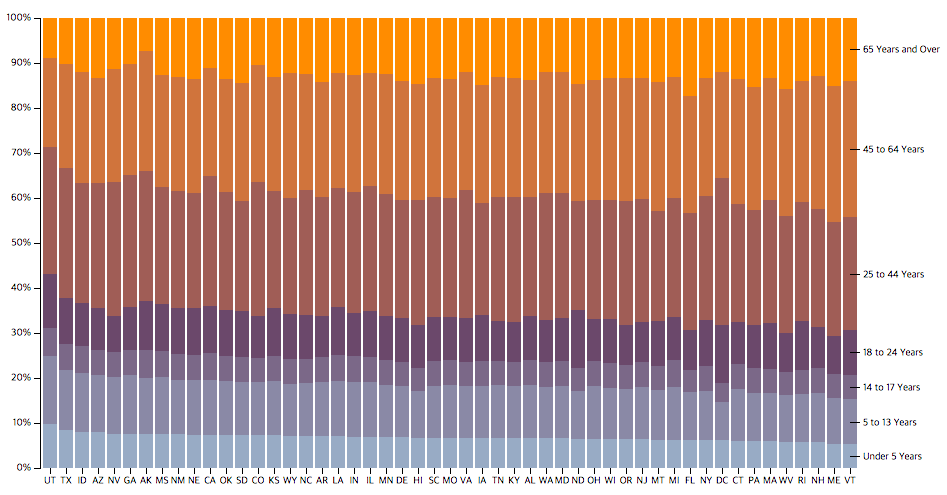 100%
90%
80%
70%
60%
50%
40%
30%
20%
10%
0%
65 Years and Over
45 to 64 Years
25 to 44 Years
18 to 24 Years
14 to 17 Years
5 to 13 Years
Under 5 Years
UT TX ID AZ NV GA AK MS NM NE CA OK SD CO KS WY NC AR LA IN IL MN DE HI SC MO VA IA TN KY AL WA MD ND OH WI OR NJ MT MI FL NY DC CT PA MA WV RI NH ME VT